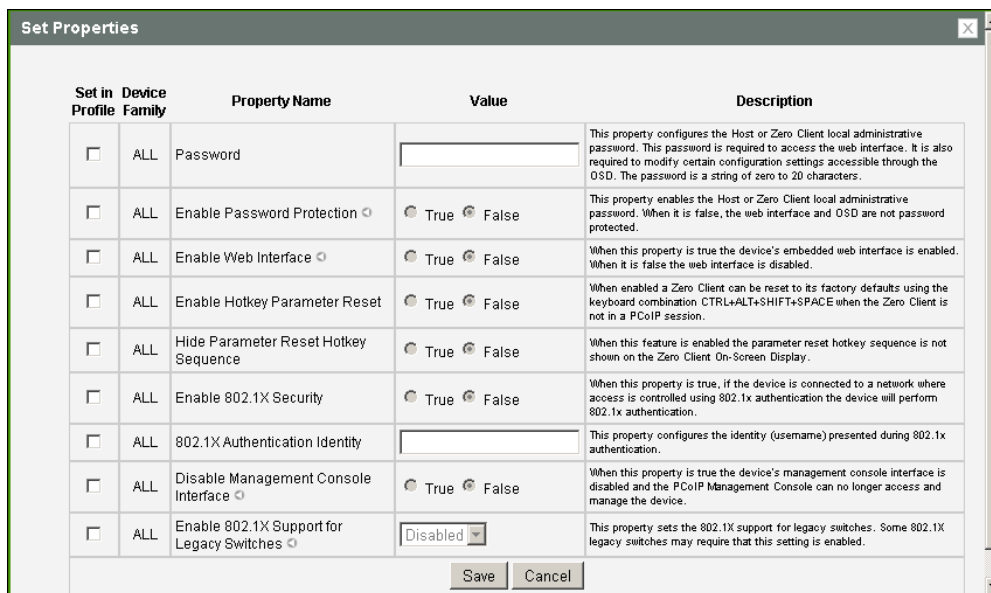 Set Properties
X
Set in Profile
Device Family
Property Name
Value
Description
ALL
Password
This property configures the Host or Zero Client local administrative
password. This password is required to access the web interface. It is also
required to modify certain configuration settings accessible through the
OSD. The password is a string of zero to 20 characters.
ALL
Enable Password Protection
True False
This property enables the Host or Zero Client local administrative
password. When it is false, the web interface and OSD are not password
protected.
ALL
Enable Web Interface
True False
When this property is true the device's embedded web interface is enabled.
When it is false the web interface is disabled.
ALL
Enable Hotkey Parameter Reset
True False
When enabled a Zero Client can be reset to its factory defaults using the
keyboard combination CTRL+ALT+SHIFT+SPACE when the Zero Client is
not in a PCoIP session.
ALL
Hide Parameter Reset Hotkey
Sequence
True False
When this feature is enabled the parameter reset hotkey sequence is not
shown on the Zero Client On-Screen Display.
ALL
Enable 802.1X Security
True False
When this property is true, if the device is connected to a network where
access is controlled using 802.1x authentication the device will perform
802.1x authentication.
ALL
802.1X Authentication Identity
This property configures the identity (username) presented during 802.1x
authentication.
ALL
Disable Management Console
Interface
True False
When this property is true the device's management console interface is
disabled and the PCoIP Management Console can no longer access and
manage the device.
ALL
Enable 802.1X Support for
Legacy Switches
Disabled
This property sets the 802.1X support for legacy switches. Some 802.1X
legacy switches may require that this setting is enabled.
Save
Cancel